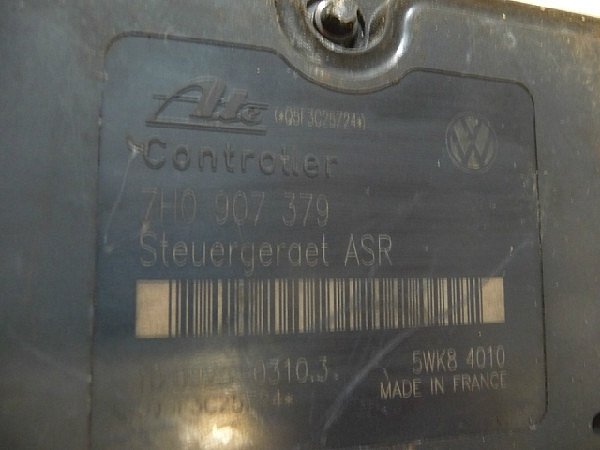 Ate
Controller
7H0 907 379
Steuergeraet ASR
5WK8 4010
MADE IN FRANCE